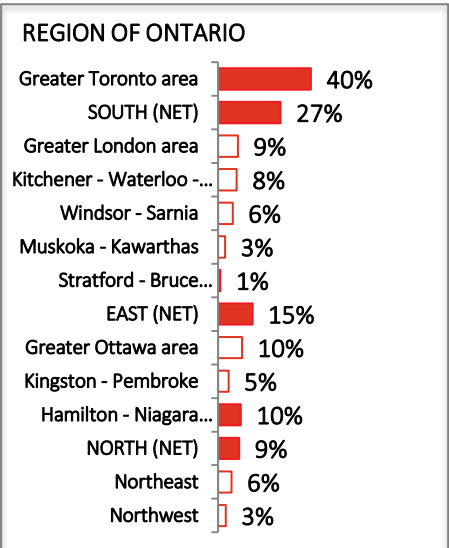 REGION OF ONTARIO
Greater Toronto area 40%
SOUTH (NET) 27%
Greater London area 9%
Kitchener - Waterloo -... 8%
Windsor - Sarnia 6%
Muskoka - Kawarthas 3%
Stratford - Bruce... 1%
EAST (NET) 15%
Greater Ottawa area 10%
Kingston - Pembroke 5%
Hamilton - Niagara... 10%
NORTH (NET) 9%
Northeast 6%
Northwest 3%